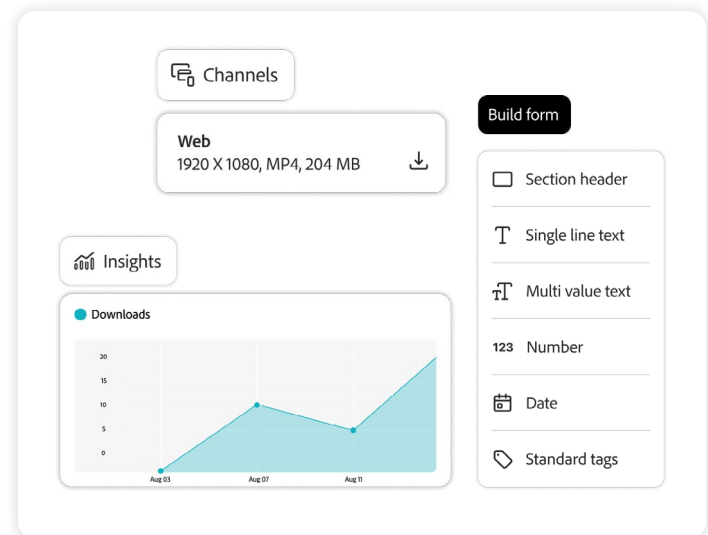 Channels
Web
1920 X 1080, MP4, 204 MB
Build form
Section header
Single line text
Multi value text
123 Number
Date
Standard tags
Insights
Downloads
20
15
10
5
0
Aug 03 Aug 07 Aug 11